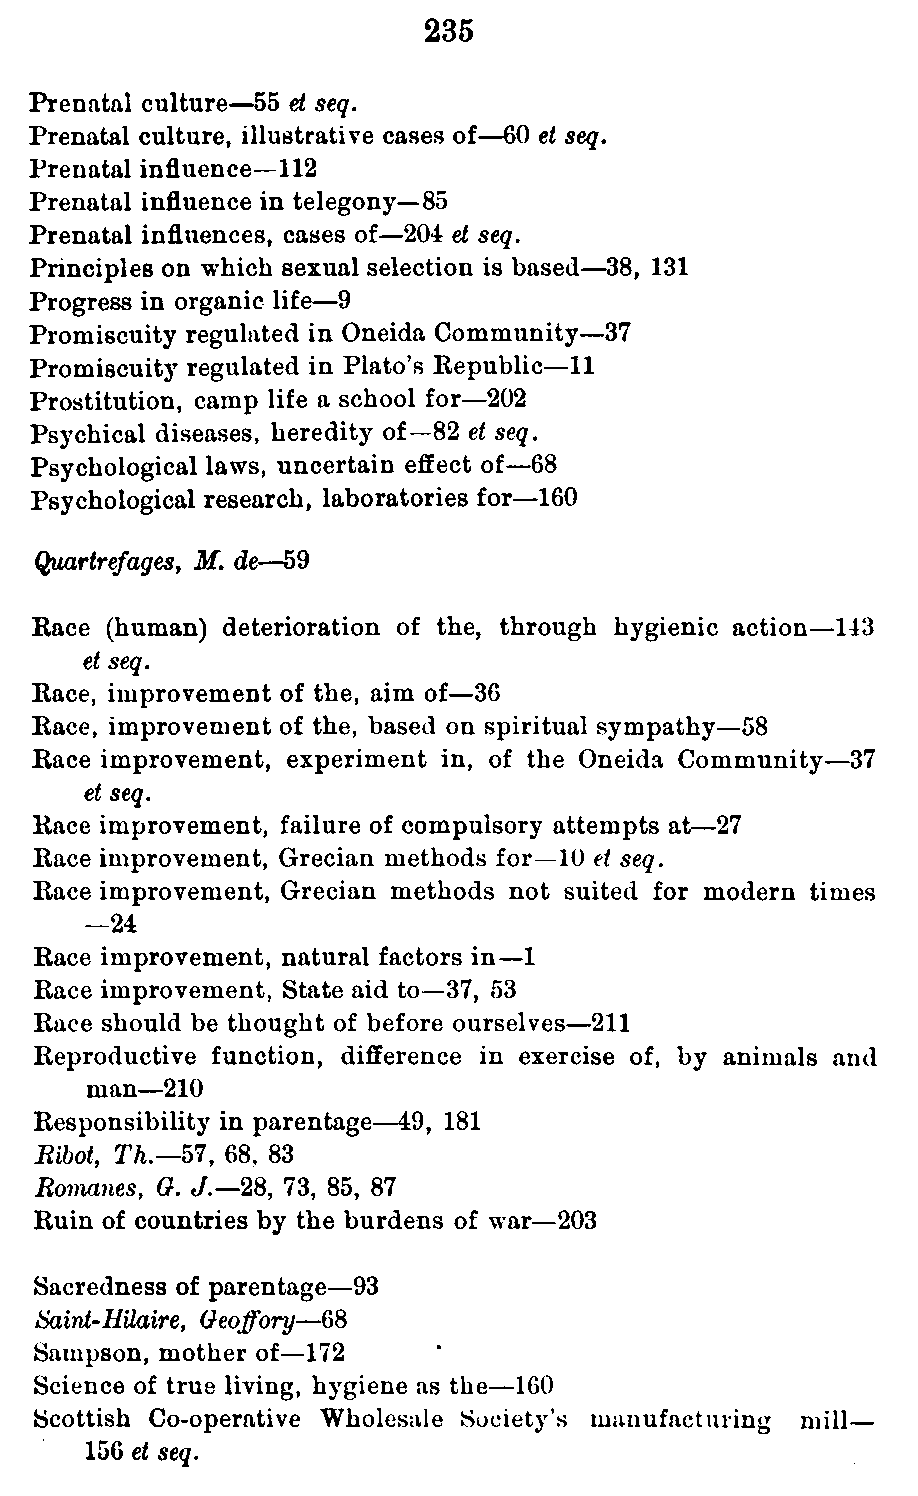 235
Prenatal culture—55 et seq.
Prenatal culture, illustrative cases of—60 et seq.
Prenatal influence—112
Prenatal influence in telegony—85
Prenatal influences, cases of—204 et seq.
Principles on which sexual selection is based—38, 131
Progress in organic life—9
Promiscuity regulated in Oneida Community—37
Promiscuity regulated in Plato's Republic—11
Prostitution, camp life a school for—202
Psychical diseases, heredity of—82 et seq.
Psychological laws, uncertain effect of—68
Psychological research, laboratories for—160
Quartrefages, M. de—59
Race (human) deterioration of the, through hygienic action—143
et seq.
Race, improvement of the, aim of—36
Race, improvement of the, based on spiritual sympathy—58
Race improvement, experiment in, of the Oneida Community—37
et seq.
Race improvement, failure of compulsory attempts at—27
Race improvement, Grecian methods for—10 et seq.
Race improvement, Grecian methods not suited for modern times
—24
Race improvement, natural factors in—1
Race improvement, State aid to—37, 53
Race should be thought of before ourselves—211
Reproductive function, difference in exercise of, by animals and
man—210
Responsibility in parentage—49, 181
Ribot, Th.—57, 68, 83
Romanes, G. J.—28, 73, 85, 87
Ruin of countries by the burdens of war—203
Sacredness of parentage—93
Saint-Hilaire, Geoffory—68
Sampson, mother of—172
Science of true living, hygiene as the—160
Scottish Co-operative Wholesale Society's manufacturing mill—
156 et seq.